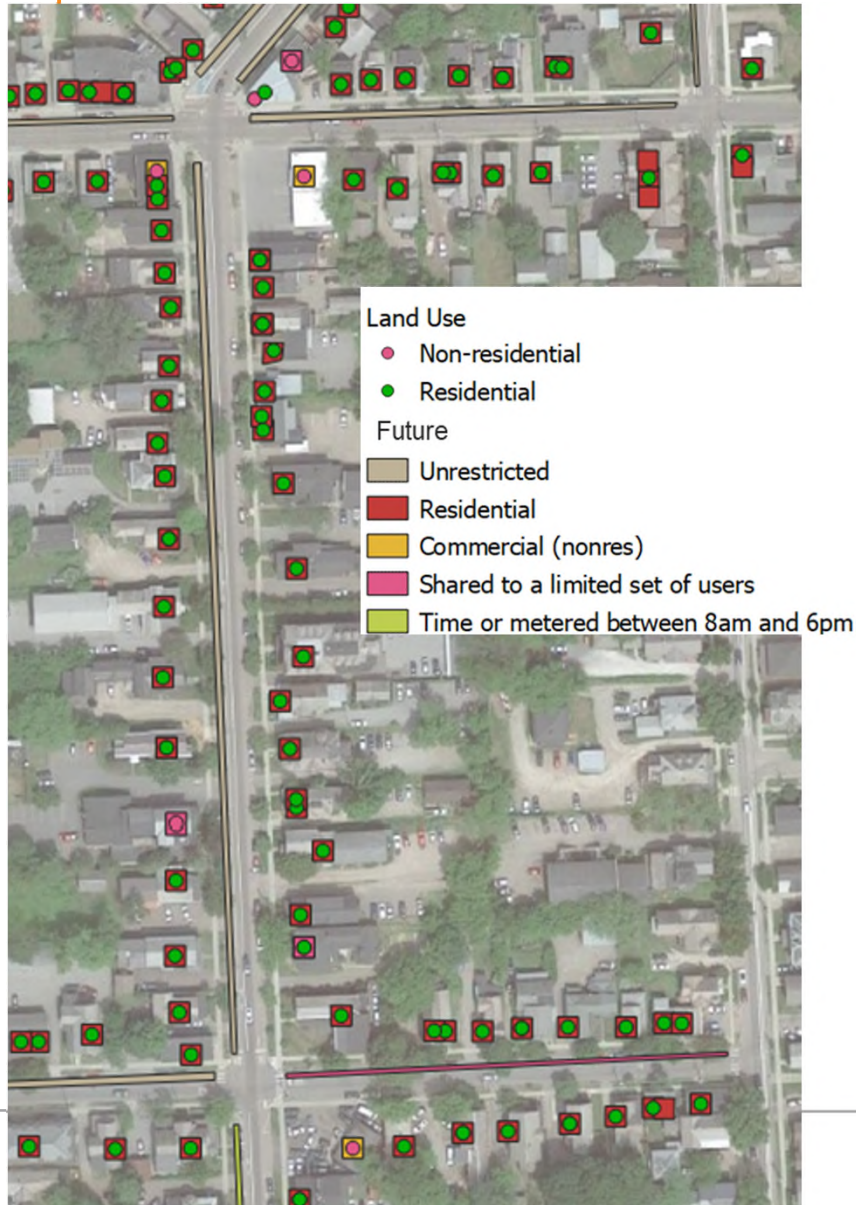 Land Use
Non-residential
Residential
Future
Unrestricted
Residential
Commercial (nonres)
Shared to a limited set of users
Time or metered between 8am and 6pm